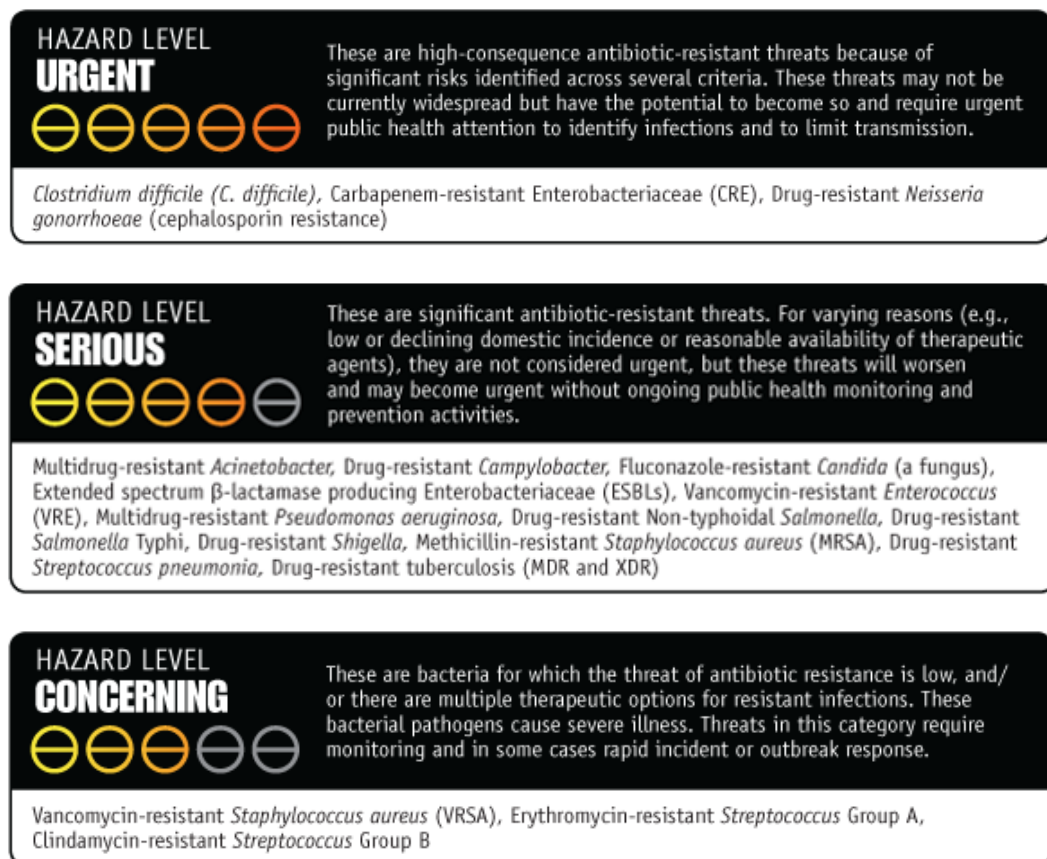 HAZARD LEVEL
URGENT
These are high-consequence antibiotic-resistant threats because of
significant risks identified across several criteria. These threats may not be
currently widespread but have the potential to become so and require urgent
public health attention to identify infections and to limit transmission.
Clostridium difficile (C. difficile), Carbapenem-resistant Enterobacteriaceae (CRE), Drug-resistant Neisseria
gonorrhoeae (cephalosporin resistance)
HAZARD LEVEL
SERIOUS
These are significant antibiotic-resistant threats. For varying reasons (e.g.,
low or declining domestic incidence or reasonable availability of therapeutic
agents), they are not considered urgent, but these threats will worsen
and may become urgent without ongoing public health monitoring and
prevention activities.
Multidrug-resistant Acinetobacter, Drug-resistant Campylobacter, Fluconazole-resistant Candida (a fungus),
Extended spectrum β-lactamase producing Enterobacteriaceae (ESBLs), Vancomycin-resistant Enterococcus
(VRE), Multidrug-resistant Pseudomonas aeruginosa, Drug-resistant Non-typhoidal Salmonella, Drug-resistant
Salmonella Typhi, Drug-resistant Shigella, Methicillin-resistant Staphylococcus aureus (MRSA), Drug-resistant
Streptococcus pneumonia, Drug-resistant tuberculosis (MDR and XDR)
HAZARD LEVEL
CONCERNING
These are bacteria for which the threat of antibiotic resistance is low, and/
or there are multiple therapeutic options for resistant infections. These
bacterial pathogens cause severe illness. Threats in this category require
monitoring and in some cases rapid incident or outbreak response.
Vancomycin-resistant Staphylococcus aureus (VRSA), Erythromycin-resistant Streptococcus Group A,
Clindamycin-resistant Streptococcus Group B